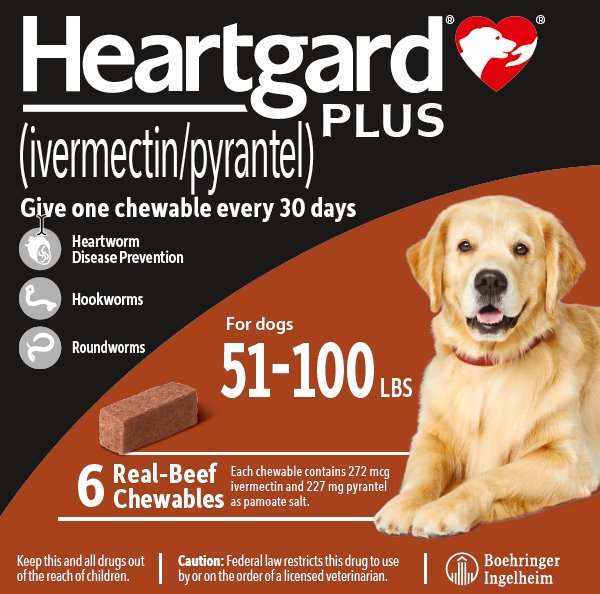 Heartgard® ®
PLUS
(ivermectin/pyrantel)
Give one chewable every 30 days
Heartworm
Disease Prevention
Hookworms
Roundworms
For dogs
51-100 LBS
6 Real-Beef
Chewables
Each chewable contains 272 mcg
ivermectin and 227 mg pyrantel
as pamoate salt.
Keep this and all drugs out
of the reach of children.
Caution: Federal law restricts this drug to use
by or on the order of a licensed veterinarian.
Boehringer
Ingelheim